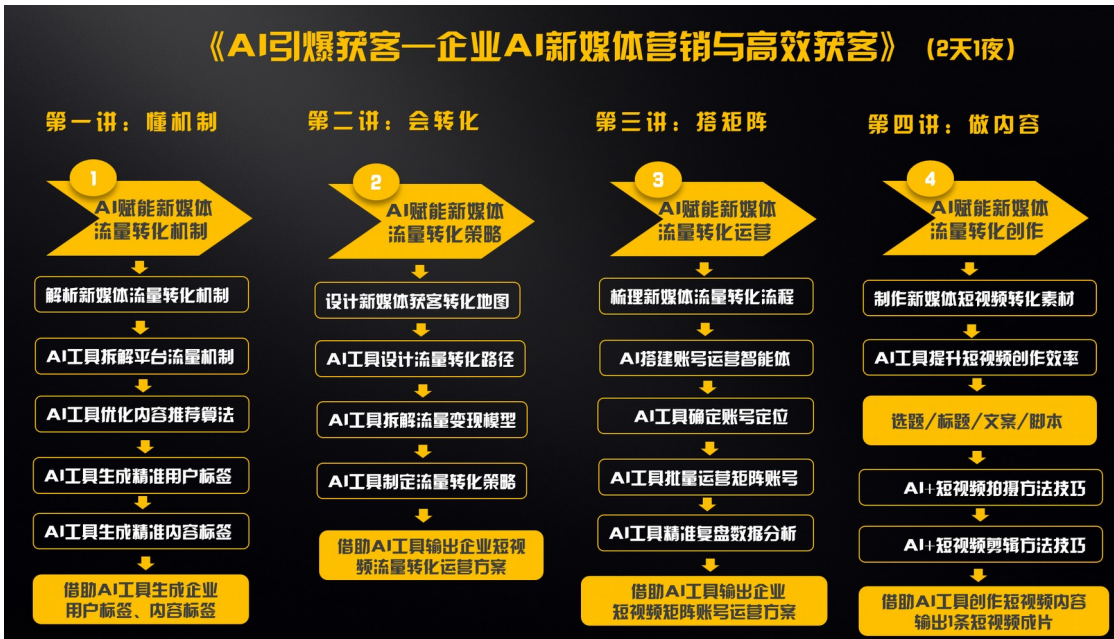 《AI引爆获客—企业AI新媒体营销与高效获客》（2天1夜）
第一讲：懂机制
1
AI赋能新媒体
流量转化机制
解析新媒体流量转化机制
AI工具拆解平台流量机制
AI工具优化内容推荐算法
AI工具生成精准用户标签
AI工具生成精准内容标签
借助AI工具生成企业
用户标签、内容标签
第二讲：会转化
2
AI赋能新媒体
流量转化策略
设计新媒体获客转化地图
AI工具设计流量转化路径
AI工具拆解流量变现模型
AI工具制定流量转化策略
借助AI工具输出企业短视
频流量转化运营方案
第三讲：搭矩阵
3
AI赋能新媒体
流量转化运营
梳理新媒体流量转化流程
AI搭建账号运营智能体
AI工具确定账号定位
AI工具批量运营矩阵账号
AI工具精准复盘数据分析
借助AI工具输出企业
短视频矩阵账号运营方案
第四讲：做内容
4
AI赋能新媒体
流量转化创作
制作新媒体短视频转化素材
AI工具提升短视频创作效率
选题/标题/文案/脚本
AI+短视频拍摄方法技巧
AI+短视频剪辑方法技巧
借助AI工具创作短视频内容
输出1条短视频成片